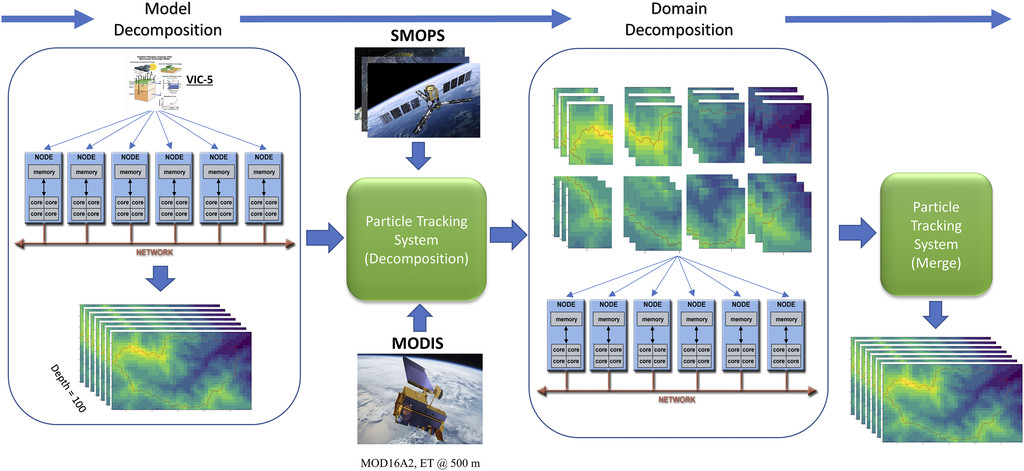 Model
Decomposition
Domain
Decomposition
VIC-5
NODE
memory
core core
core core
NODE
memory
core core
core core
NODE
memory
core core
core core
NODE
memory
core core
core core
NODE
memory
core core
core core
NODE
memory
core core
core core
NETWORK
Depth = 100
SMOPS
Particle Tracking
System
(Decomposition)
MODIS
MOD16A2, ET @ 500 m
NODE
memory
core core
core core
NODE
memory
core core
core core
NODE
memory
core core
core core
NODE
memory
core core
core core
NODE
memory
core core
core core
NODE
memory
core core
core core
NETWORK
Particle
Tracking
System
(Merge)